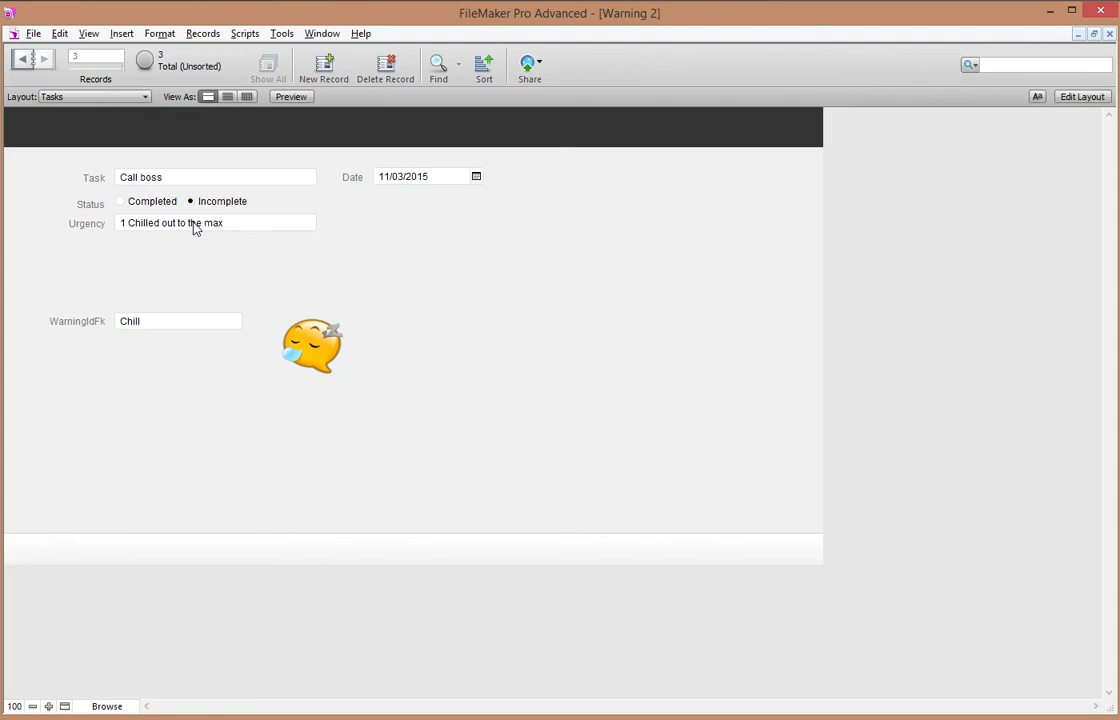 FileMaker Pro Advanced - [Warning 2]
File Edit View Insert Format Records Scripts Tools Window Help
3
3
Total (Unsorted)
Records
Show All
New Record
Delete Record
Find
Sort
Share
Layout: Tasks
View As:
Preview
Aa
Edit Layout
Task Call boss
Date 11/03/2015
Status Completed Incomplete
Urgency 1 Chilled out to the max
WarningIdFk Chill
100
Browse